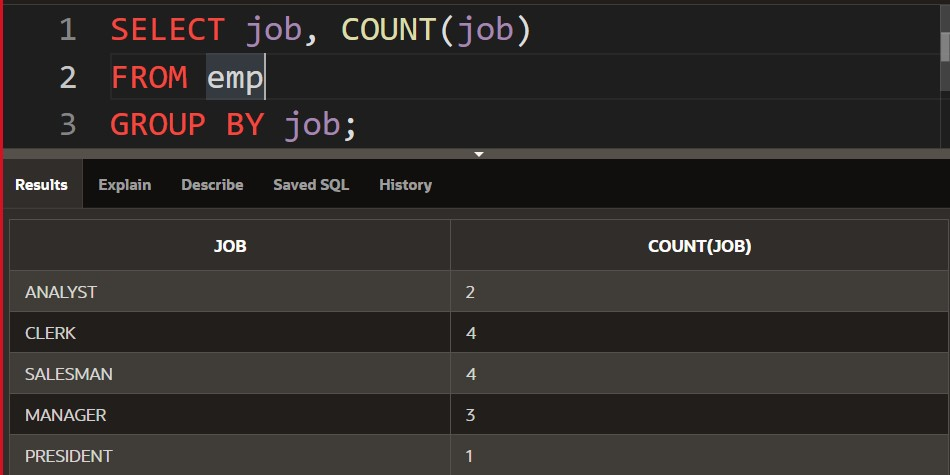 1 SELECT job, COUNT(job)
2 FROM emp
3 GROUP BY job;
Results Explain Describe Saved SQL History
JOB COUNT(JOB)
ANALYST 2
CLERK 4
SALESMAN 4
MANAGER 3
PRESIDENT 1